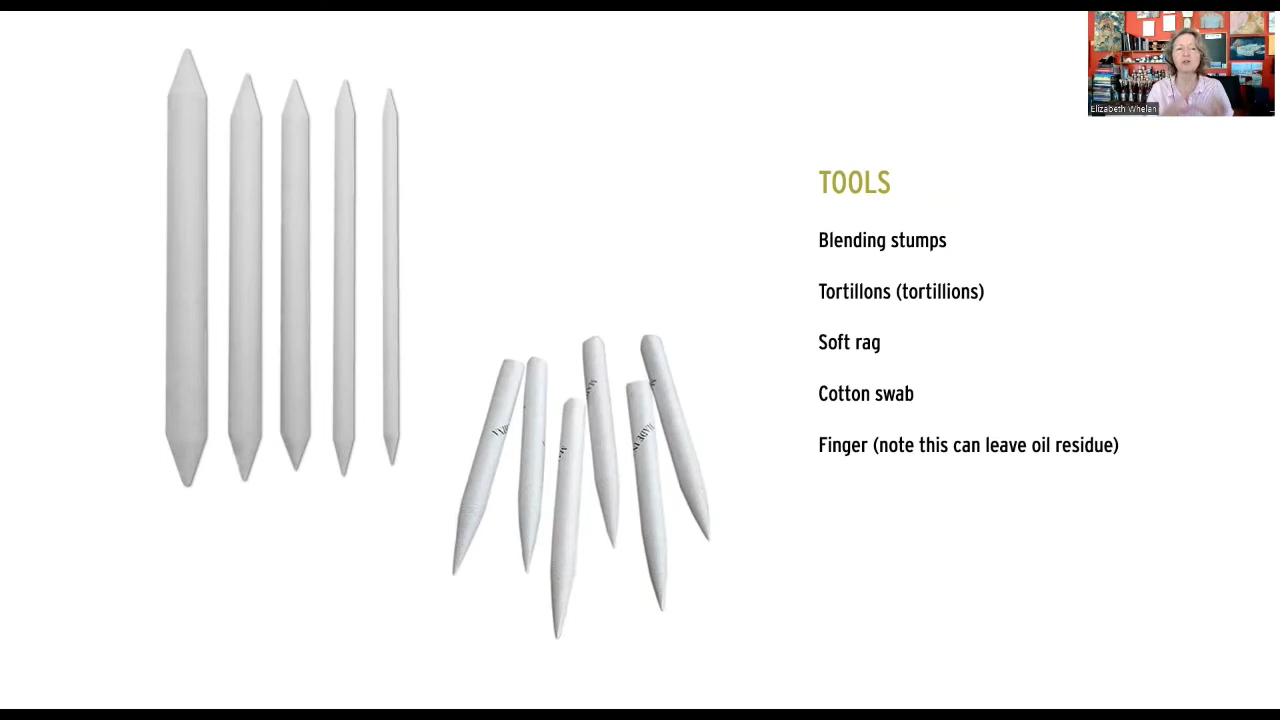 Elizabeth Whelan
TOOLS
Blending stumps
Tortillons (tortillions)
Soft rag
Cotton swab
Finger (note this can leave oil residue)